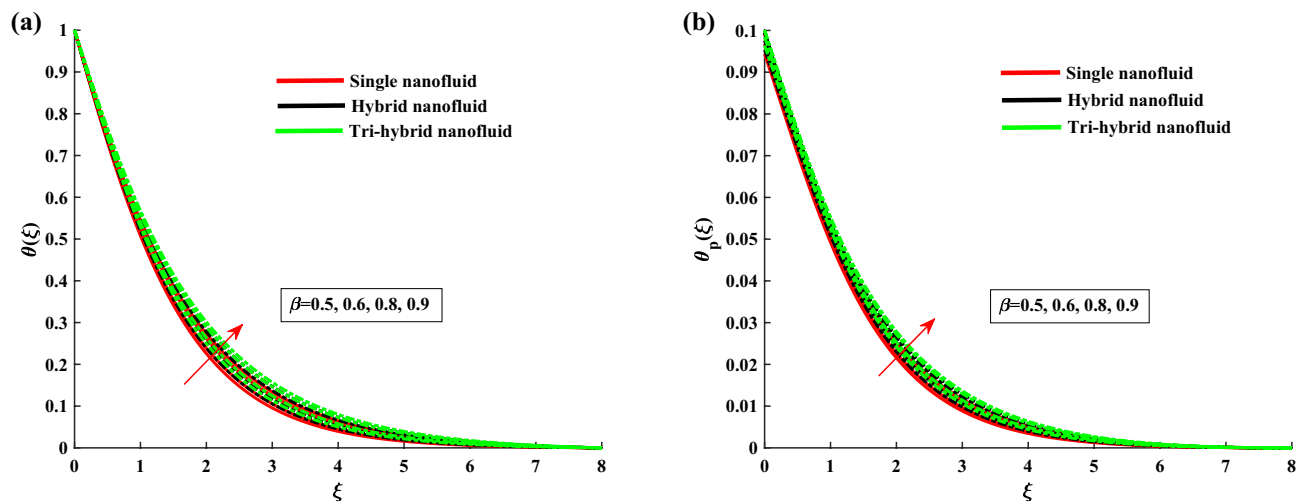 (a)
1
0.9
0.8
0.7
0.6
0.5
0.4
0.3
0.2
0.1
0
θ(ξ)
Single nanofluid
Hybrid nanofluid
Tri-hybrid nanofluid
β=0.5, 0.6, 0.8, 0.9
0 1 2 3 4 5 6 7 8
ξ
(b)
0.1
0.09
0.08
0.07
0.06
0.05
0.04
0.03
0.02
0.01
0
θp(ξ)
Single nanofluid
Hybrid nanofluid
Tri-hybrid nanofluid
β=0.5, 0.6, 0.8, 0.9
0 1 2 3 4 5 6 7 8
ξ